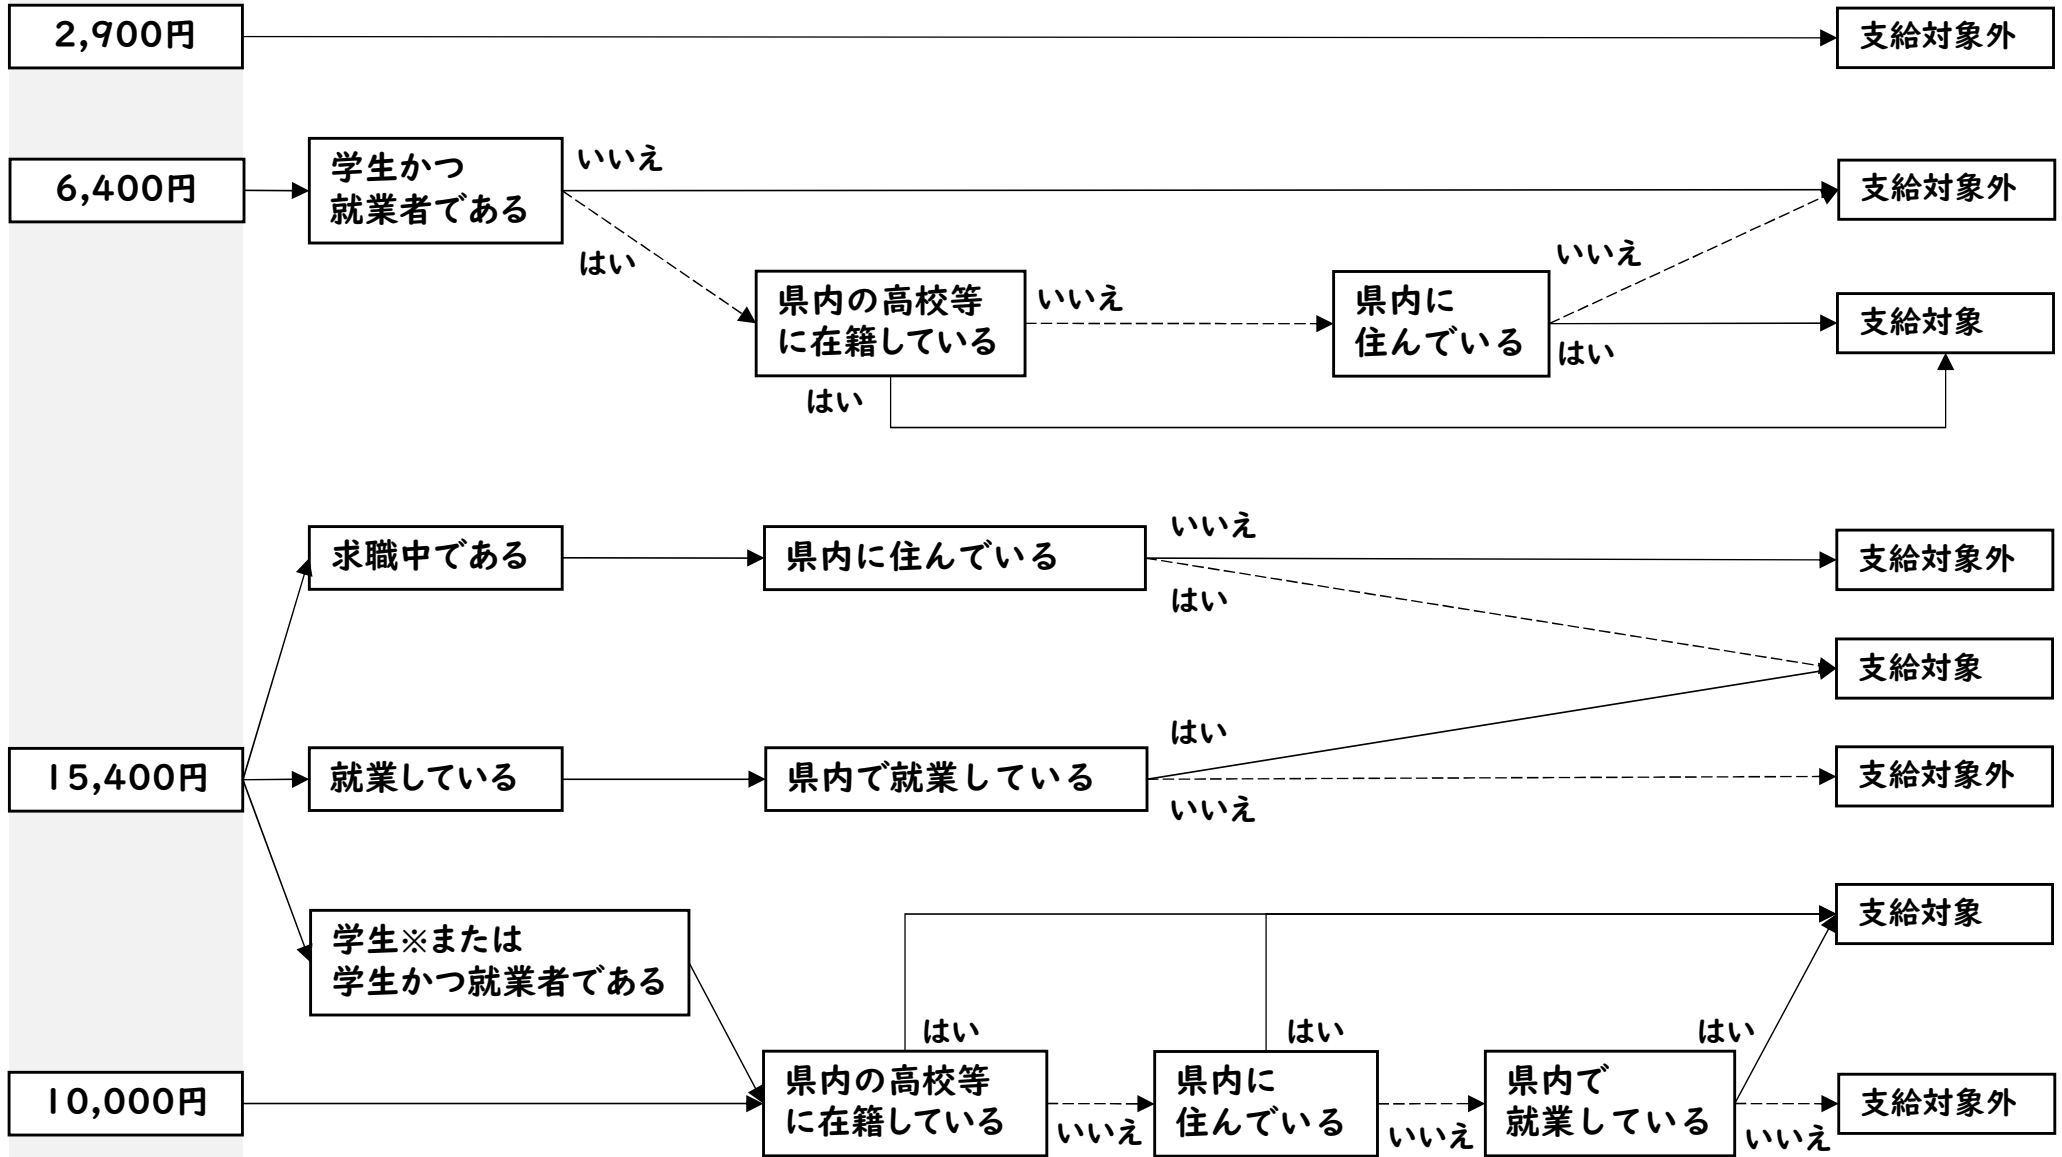 2,900円
支給対象外
6,400円
学生かつ
就業者である
いいえ
はい
支給対象外
県内の高校等
に在籍している
いいえ
はい
県内に
住んでいる
いいえ
はい
支給対象
15,400円
求職中である
県内に住んでいる
いいえ
はい
支給対象外
支給対象
就業している
県内で就業している
はい
いいえ
支給対象外
学生※または
学生かつ就業者である
支給対象
10,000円
県内の高校等
に在籍している
はい
いいえ
県内に
住んでいる
はい
いいえ
県内で
就業している
はい
いいえ
支給対象外